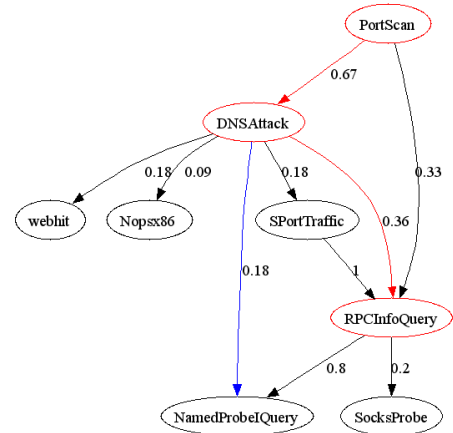 PortScan
0.67
DNSAttack
0.18
0.09
0.18
0.33
webhit
Nopsx86
SPortTraffic
0.36
0.18
1
RPCInfoQuery
0.8
0.2
NamedProbeIQuery
SocksProbe